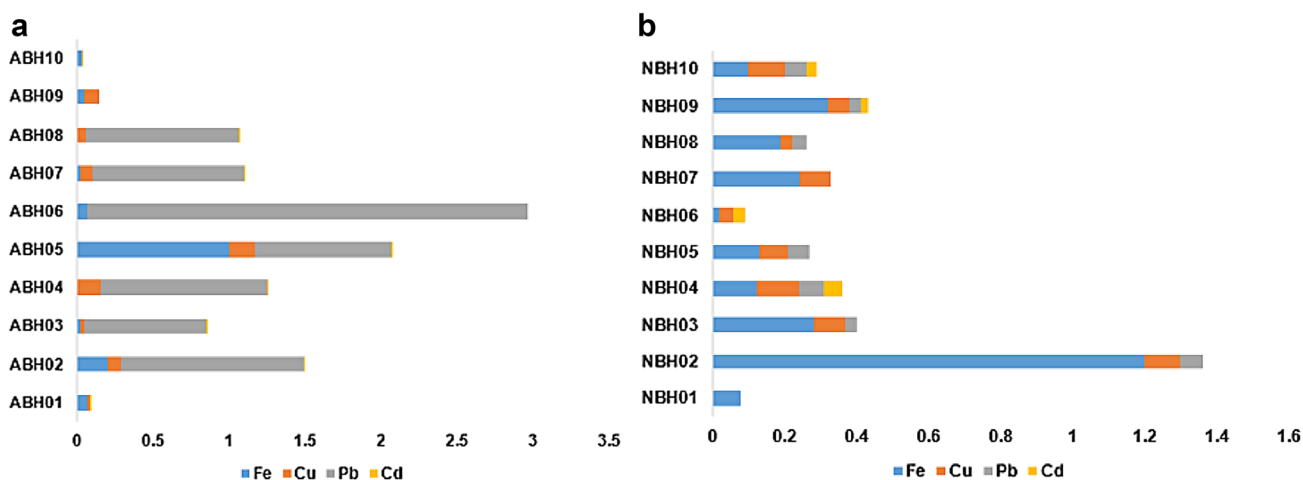 a
ABH10
ABH09
ABH08
ABH07
ABH06
ABH05
ABH04
ABH03
ABH02
ABH01
0 0.5 1 1.5 2 2.5 3 3.5
Fe Cu Pb Cd
b
NBH10
NBH09
NBH08
NBH07
NBH06
NBH05
NBH04
NBH03
NBH02
NBH01
0 0.2 0.4 0.6 0.8 1 1.2 1.4 1.6
Fe Cu Pb Cd